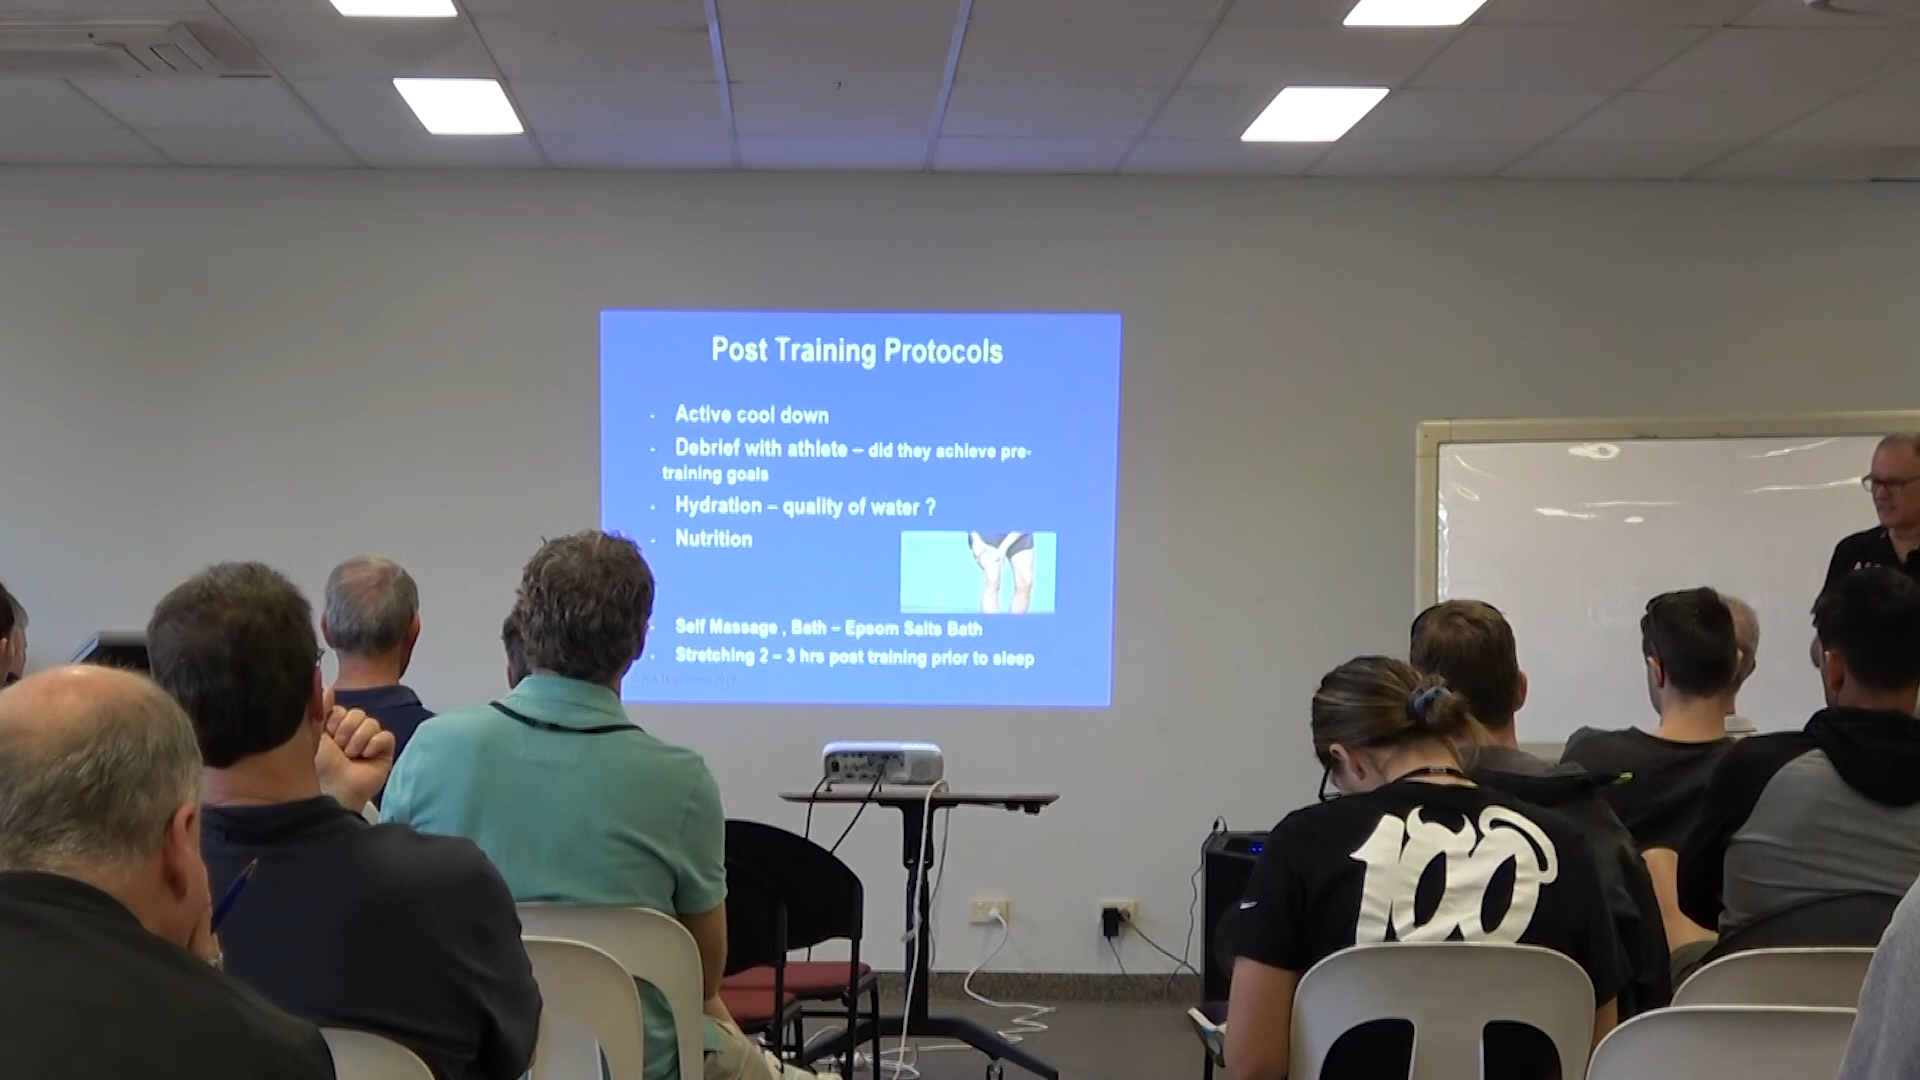 Post Training Protocols
Active cool down
Debrief with athlete – did they achieve pre-
training goals
Hydration – quality of water ?
Nutrition
Self Massage , Bath – Epsom Salts Bath
Stretching 2 – 3 hrs post training prior to sleep
100